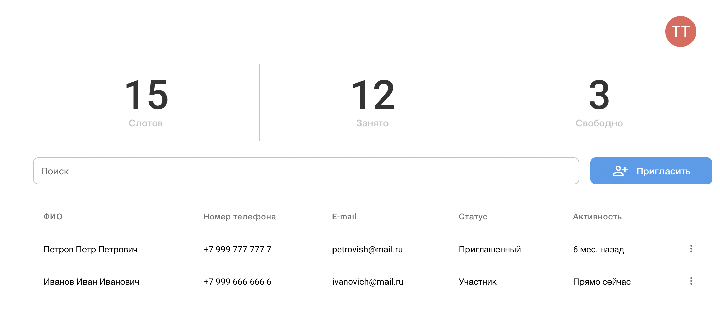 TT
15 12 3
Слотов Занято Свободно
Поиск Пригласить
ФИО Номер телефона E-mail Статус Активность
Петров Петр Петрович +7 999 777 777 7 petrovish@mail.ru Приглашенный 6 мес. назад
Иванов Иван Иванович +7 999 666 666 6 ivanovich@mail.ru Участник Прямо сейчас